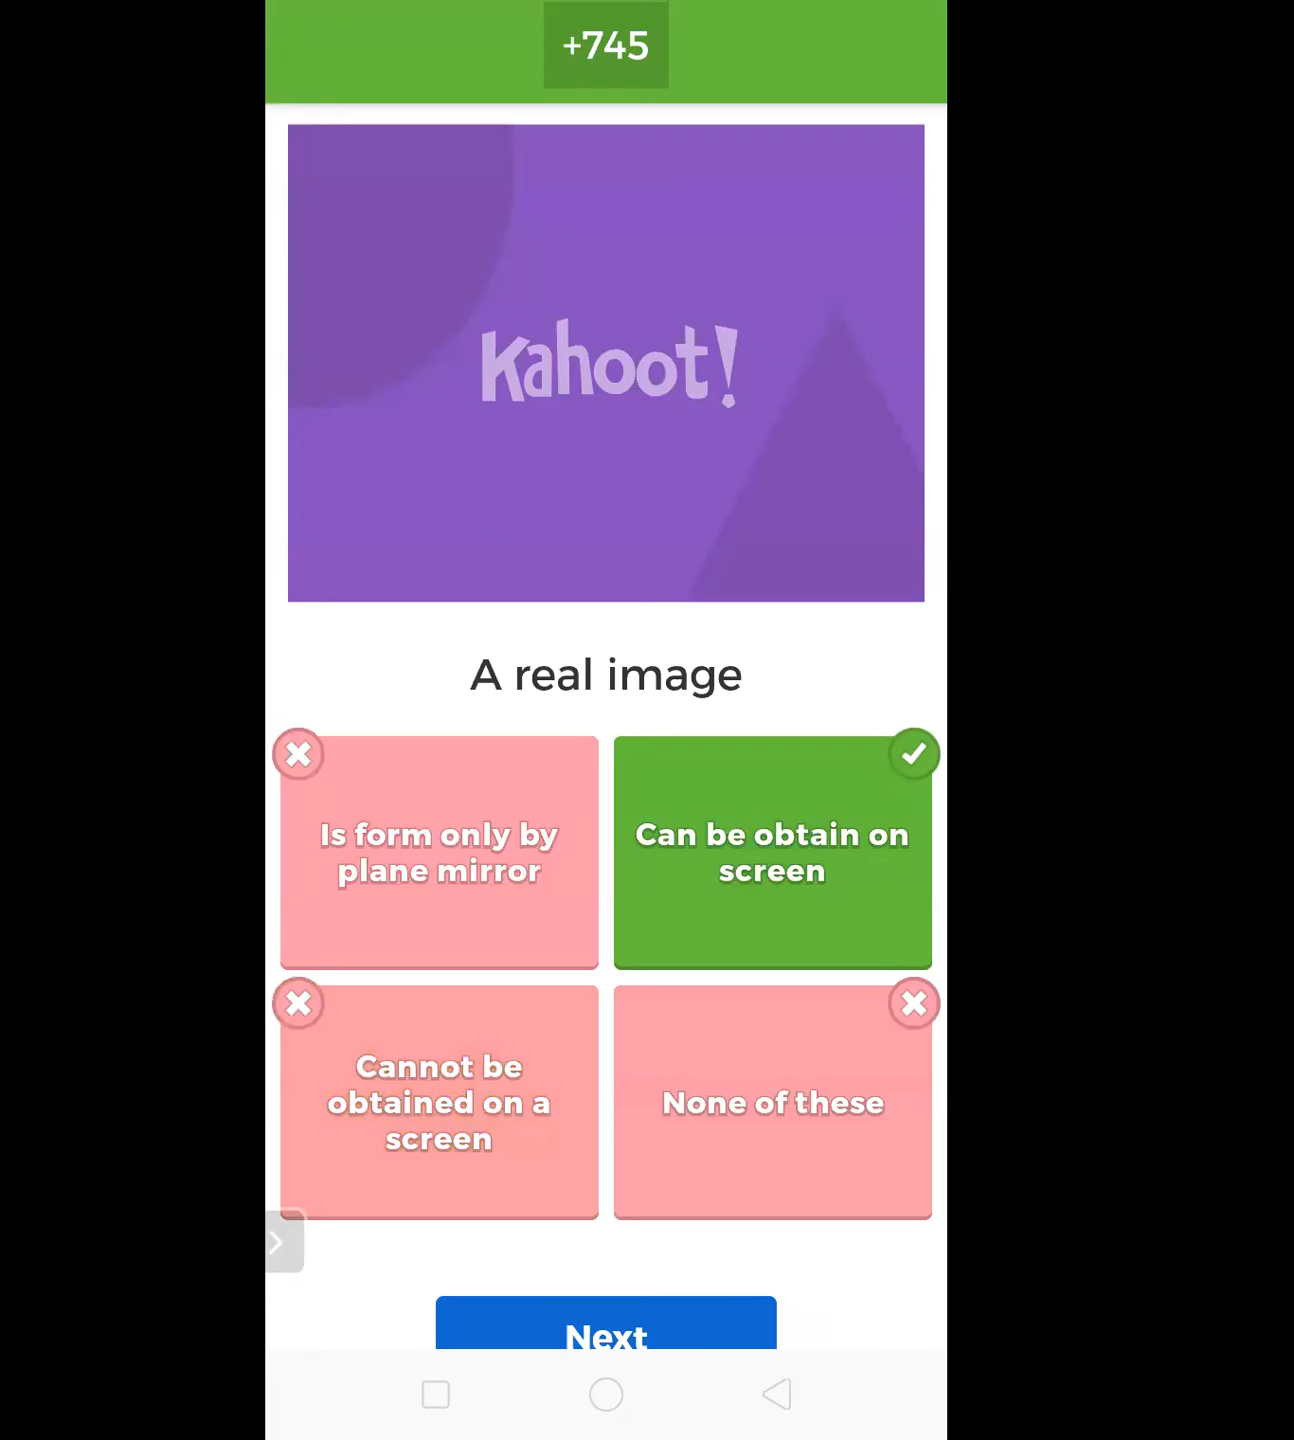 +745
Kahoot!
A real image
Is form only by
plane mirror
Can be obtain on
screen
Cannot be
obtained on a
screen
None of these
Next